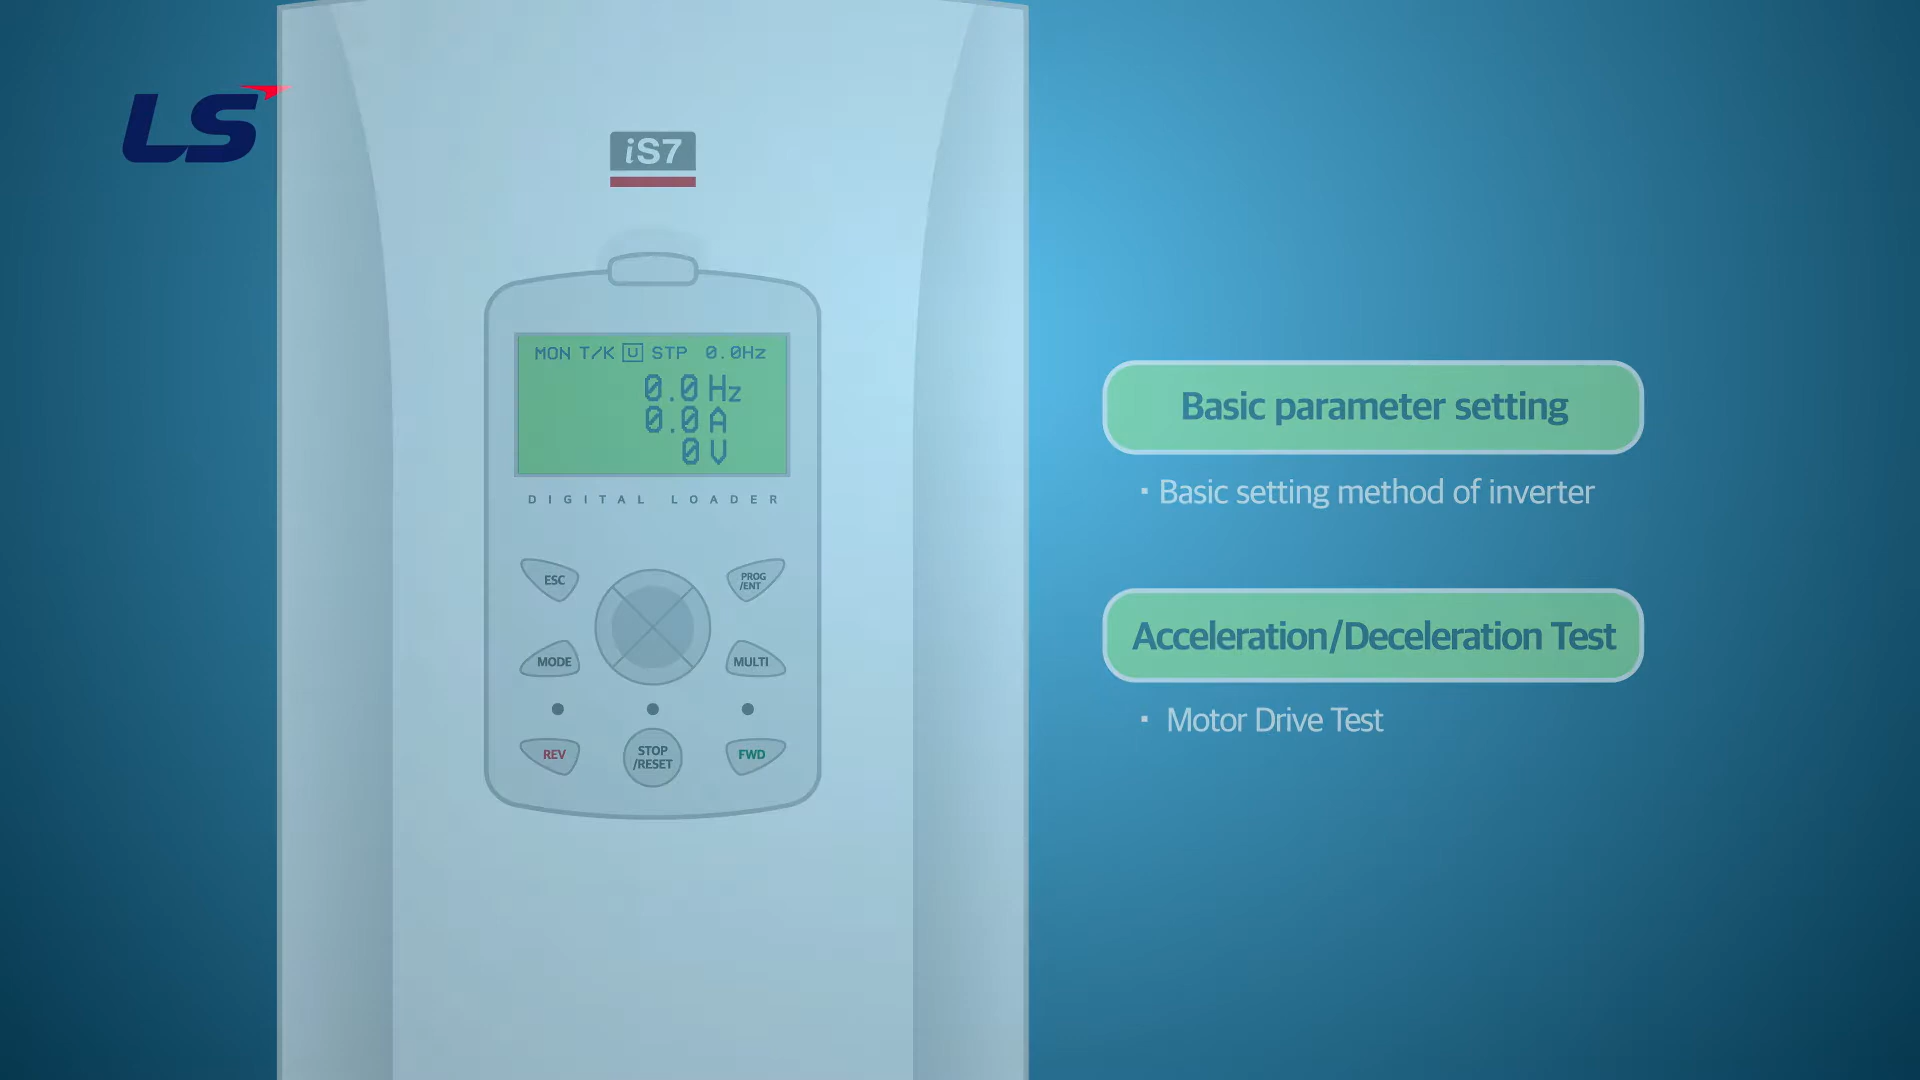 LS
iS7
MON T/K U STP 0.0Hz
0.0 Hz
0.0 A
0 V
DIGITAL LOADER
ESC
PROG
/ENT
MODE
MULTI
REV
STOP
/RESET
FWD
Basic parameter setting
· Basic setting method of inverter
Acceleration/Deceleration Test
· Motor Drive Test